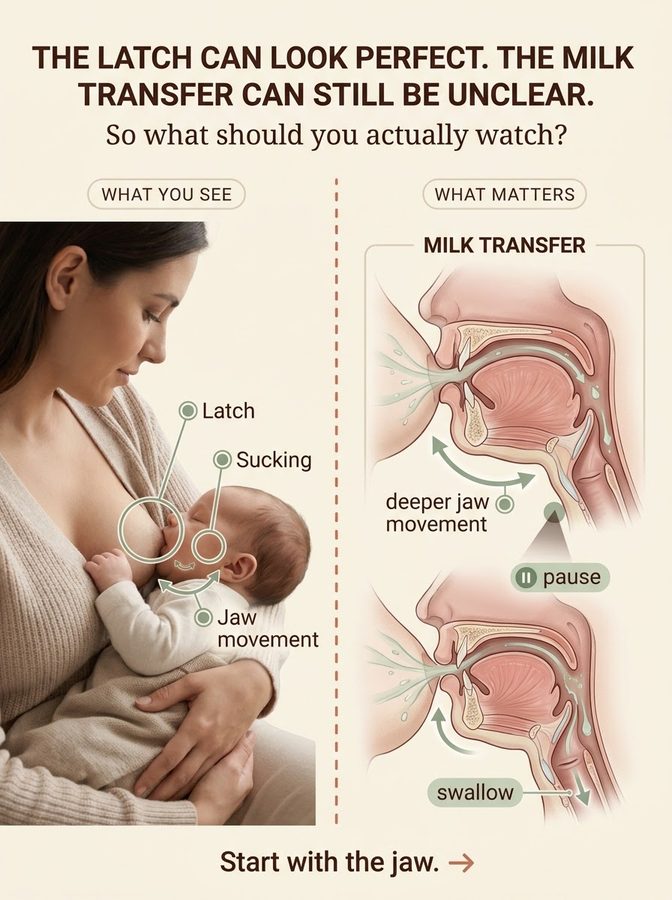 THE LATCH CAN LOOK PERFECT. THE MILK
TRANSFER CAN STILL BE UNCLEAR.
So what should you actually watch?
WHAT YOU SEE
Latch
Sucking
Jaw
movement
WHAT MATTERS
MILK TRANSFER
deeper jaw
movement
pause
swallow
Start with the jaw.